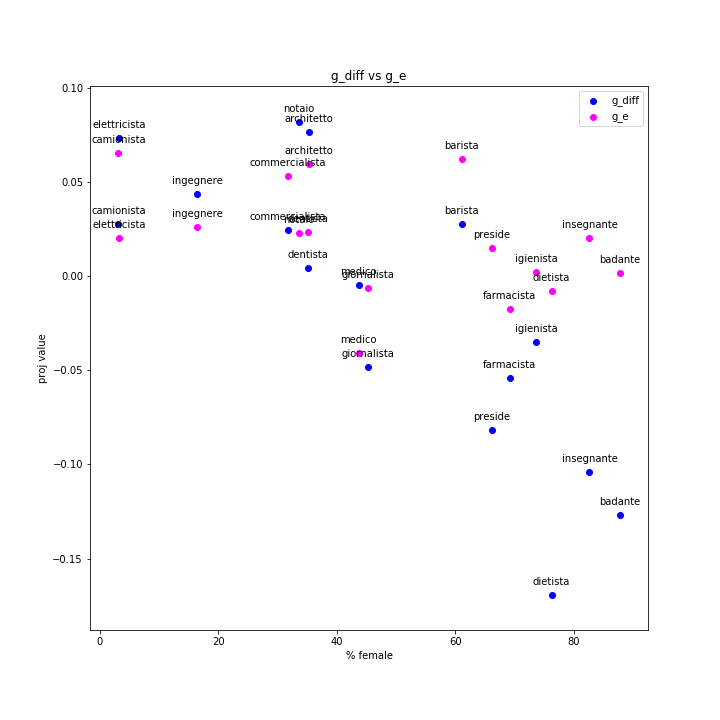 g_diff vs g_e
g_diff
g_e
proj value
0.10
0.05
0.00
−0.05
−0.10
−0.15
notaio
architetto
elettricista
camionista
barista
architetto
commercialista
ingegnere
camionista
ingegnere
barista
commercialista
dentista
notaio
elettricista
insegnante
preside
dentista
igienista
badante
medico
giornalista
dietista
farmacista
igienista
medico
giornalista
farmacista
preside
insegnante
badante
dietista
0
20
40
60
80
% female